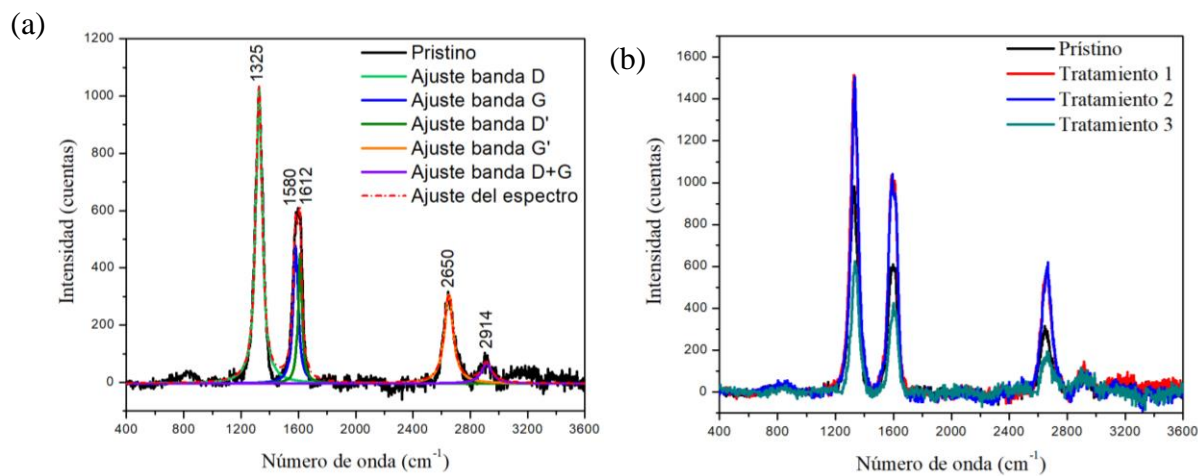 (a)
1200
1000
800
600
400
200
0
400
800
1200
1600
2000
2400
2800
3200
3600
Intensidad (cuentas)
Número de onda (cm⁻¹)
1325
1580
1612
2650
2914
Pristino
Ajuste banda D
Ajuste banda G
Ajuste banda D'
Ajuste banda G'
Ajuste banda D+G
Ajuste del espectro
(b)
1600
1400
1200
1000
800
600
400
200
0
400
800
1200
1600
2000
2400
2800
3200
3600
Intensidad (cuentas)
Número de onda (cm⁻¹)
Prístino
Tratamiento 1
Tratamiento 2
Tratamiento 3